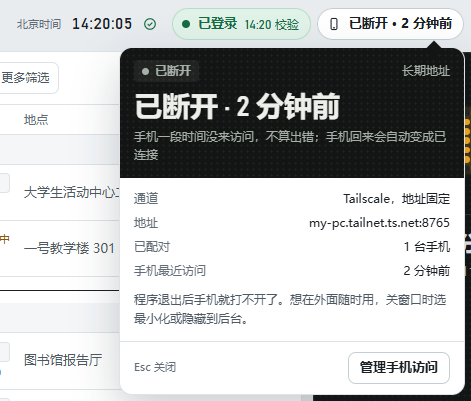 北京时间 14:20:05 已登录 14:20 校验 已断开 · 2 分钟前
更多筛选
已断开 长期地址
已断开 · 2 分钟前
手机一段时间没来访问，不算出错；手机回来会自动变成已
连接
地点
通道 Tailscale，地址固定
大学生活动中心
地址 my-pc.tailnet.ts.net:8765
中 一号教学楼 301
已配对 1 台手机
手机最近访问 2 分钟前
程序退出后手机就打不开了。想在外面随时用，关窗口时选
最小化或隐藏到后台。
图书馆报告厅
Esc 关闭 管理手机访问